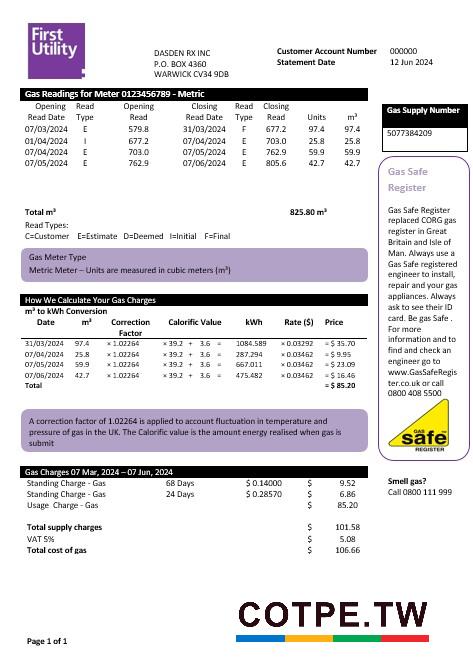 First
Utility
DASDEN RX INC
P.O. BOX 4360
WARWICK CV34 9DB
Customer Account Number 000000
Statement Date 12 Jun 2024
Gas Readings for Meter 0123456789 - Metric
Opening Read Opening Closing Read Closing
Read Date Type Read Read Date Type Read Units m³
07/03/2024 E 579.8 31/03/2024 F 677.2 97.4 97.4
01/04/2024 I 677.2 07/04/2024 E 703.0 25.8 25.8
07/04/2024 E 703.0 07/05/2024 E 762.9 59.9 59.9
07/05/2024 E 762.9 07/06/2024 E 805.6 42.7 42.7
Total m³ 825.80 m³
Read Types:
C=Customer E=Estimate D=Deemed I=Initial F=Final
Gas Meter Type
Metric Meter – Units are measured in cubic meters (m³)
How We Calculate Your Gas Charges
m³ to kWh Conversion
Date m³ Correction Calorific Value kWh Rate ($) Price
Factor
31/03/2024 97.4 × 1.02264 × 39.2 + 3.6 = 1084.589 × 0.03292 = $ 35.70
07/04/2024 25.8 × 1.02264 × 39.2 + 3.6 = 287.294 × 0.03462 = $ 9.95
07/05/2024 59.9 × 1.02264 × 39.2 + 3.6 = 667.011 × 0.03462 = $ 23.09
07/06/2024 42.7 × 1.02264 × 39.2 + 3.6 = 475.482 × 0.03462 = $ 16.46
Total = $ 85.20
A correction factor of 1.02264 is applied to account fluctuation in temperature and
pressure of gas in the UK. The Calorific value is the amount energy realised when gas is
submit
Gas Charges 07 Mar, 2024 – 07 Jun, 2024
Standing Charge - Gas 68 Days $ 0.14000 $ 9.52
Standing Charge - Gas 24 Days $ 0.28570 $ 6.86
Usage Charge - Gas $ 85.20
Total supply charges $ 101.58
VAT 5% $ 5.08
Total cost of gas $ 106.66
Gas Supply Number
5077384209
Gas Safe
Register
Gas Safe Register
replaced CORG gas
register in Great
Britain and Isle of
Man. Always use a
Gas Safe registered
engineer to install,
repair and your gas
appliances. Always
ask to see their ID
card. Be gas Safe .
For more
information and to
find and check an
engineer go to
www.GasSafeRegis
ter.co.uk or call
0800 408 5500
Gas
safe
REGISTER
Smell gas?
Call 0800 111 999
COTPE.TW
Page 1 of 1